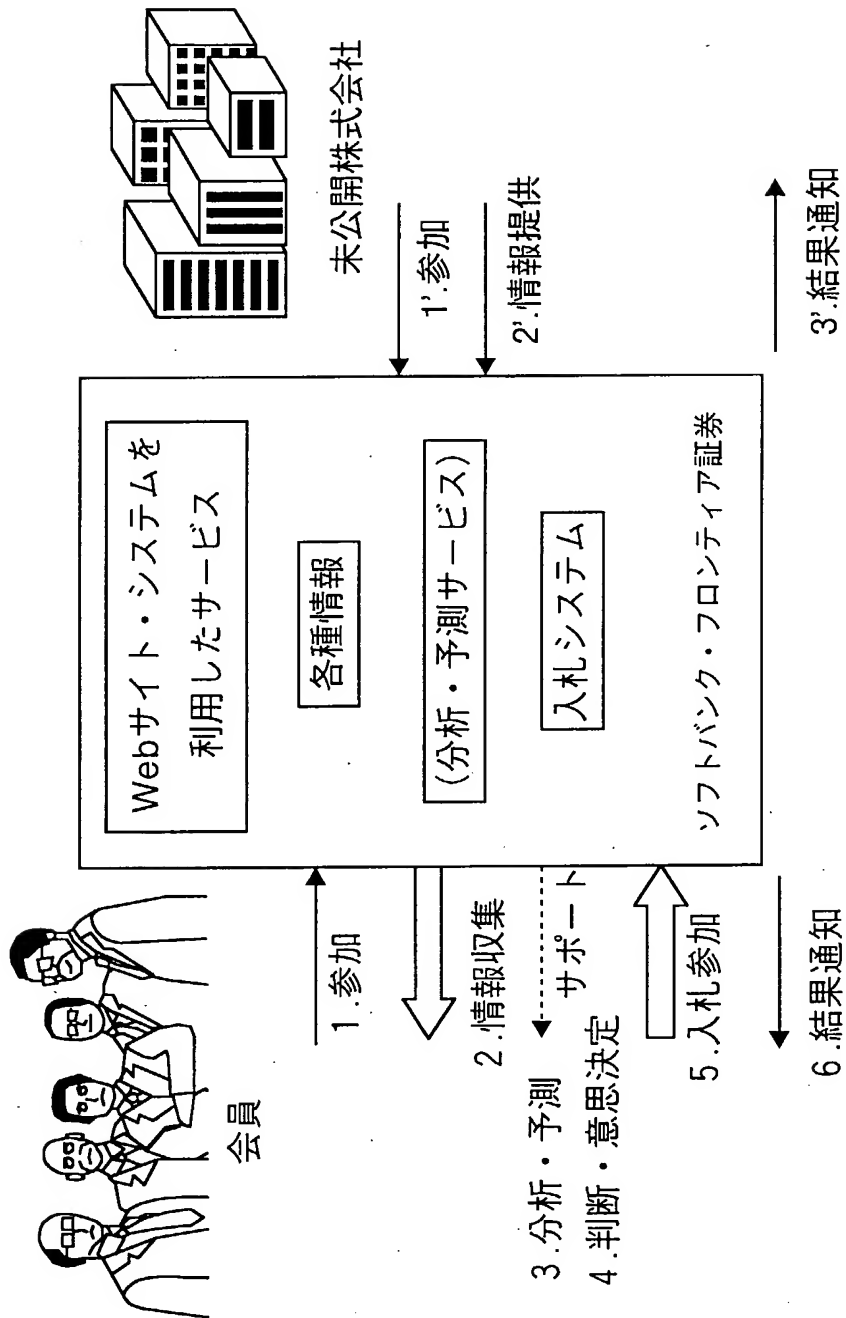 会員
1.参加
2.情報収集
サポート
3.分析・予測
4.判断・意思決定
5.入札参加
6.結果通知
Webサイト・システムを
利用したサービス
各種情報
(分析・予測サービス)
入札システム
ソフトバンク・フロンティア証券
未公開株式会社
1'.参加
2'.情報提供
3'.結果通知